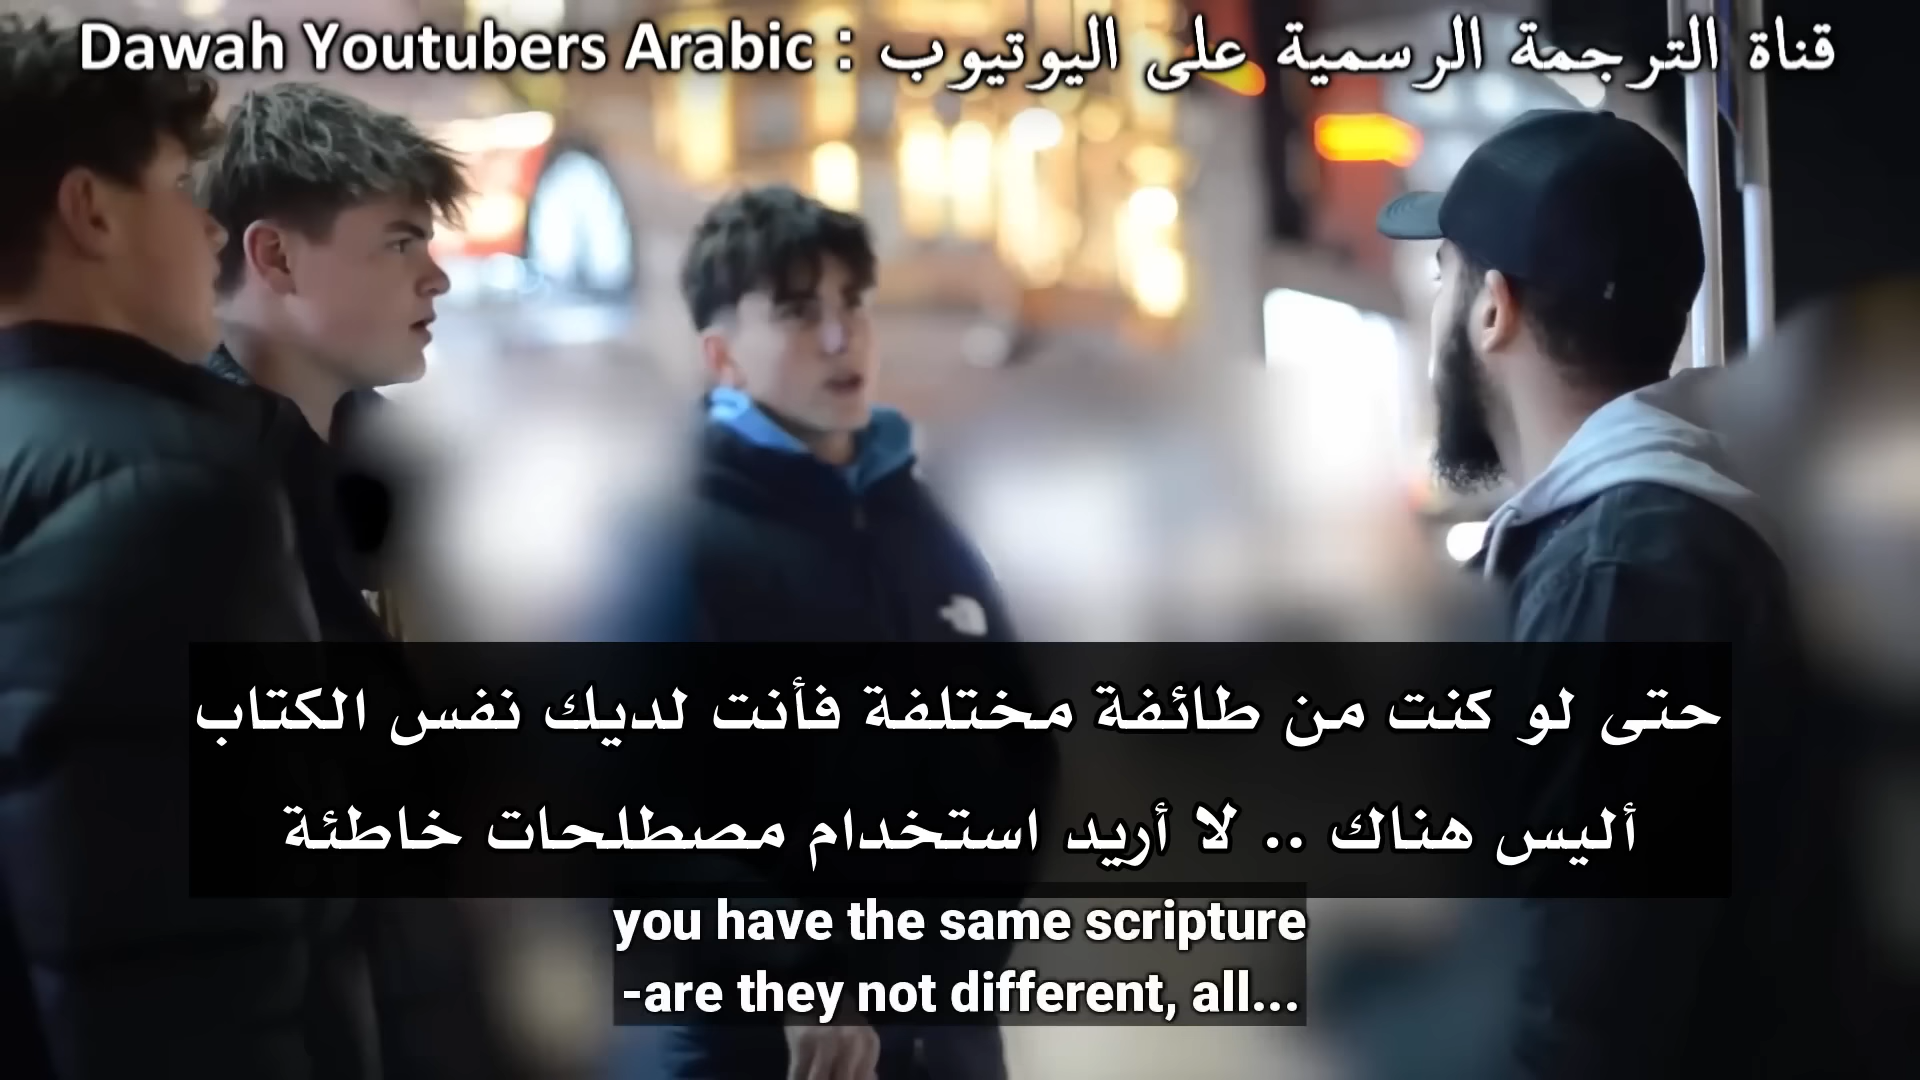 Dawah Youtubers Arabic : قناة الترجمة الرسمية على اليوتيوب
حتى لو كنت من طائفة مختلفة فأنت لديك نفس الكتاب
أليس هناك .. لا أريد استخدام مصطلحات خاطئة
you have the same scripture
-are they not different, all...